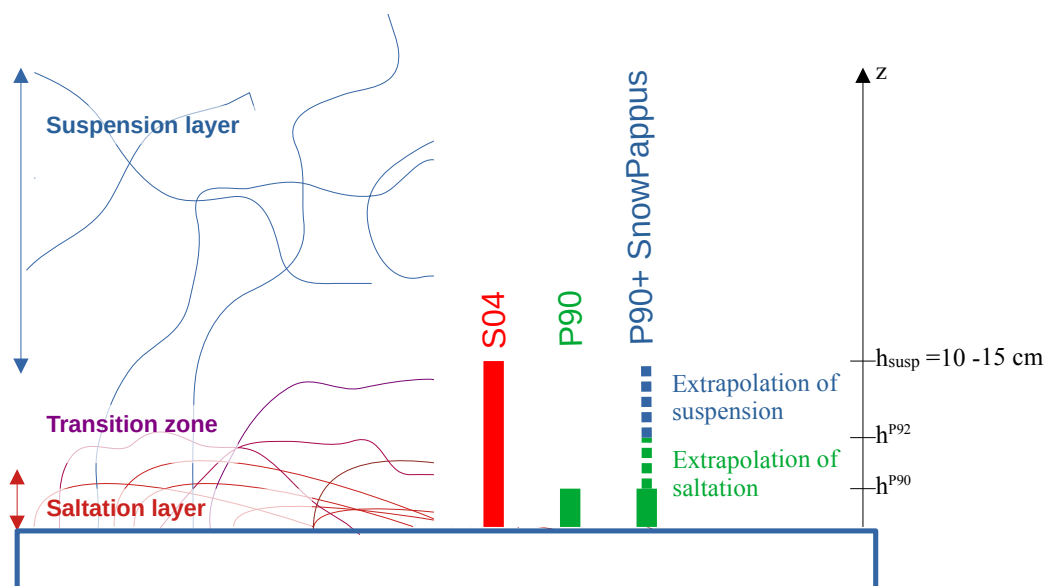 Suspension layer
Transition zone
Saltation layer
S04
P90
P90+ SnowPappus
Extrapolation of
suspension
Extrapolation of
saltation
z
hsusp =10 -15 cm
hP92
hP90